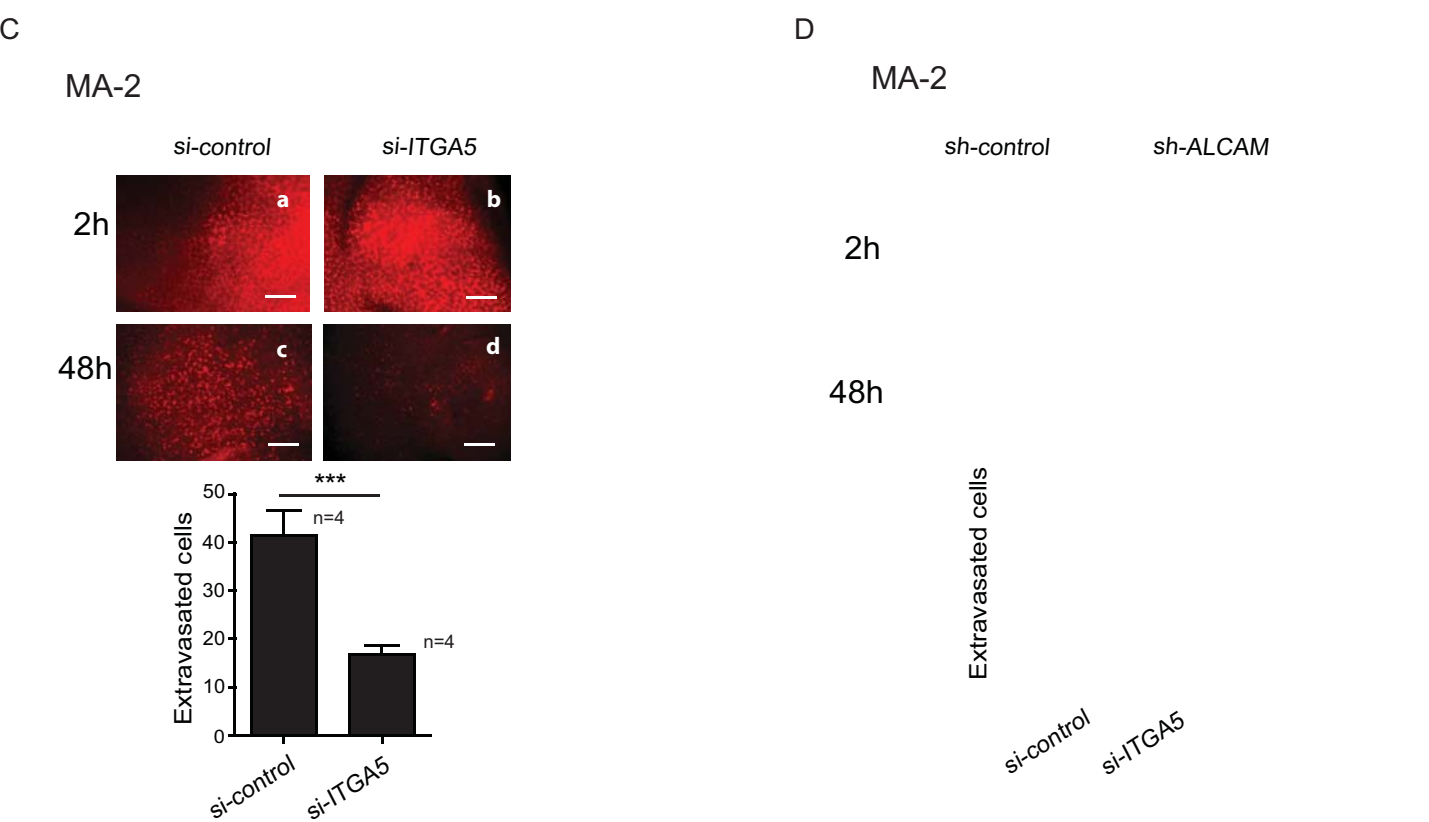 C
MA-2
si-control si-ITGA5
2h
a
b
48h
c
d
***
Extravasated cells
50
40
30
20
10
0
n=4
n=4
si-control
si-ITGA5
D
MA-2
sh-control sh-ALCAM
2h
48h
Extravasated cells
si-control
si-ITGA5